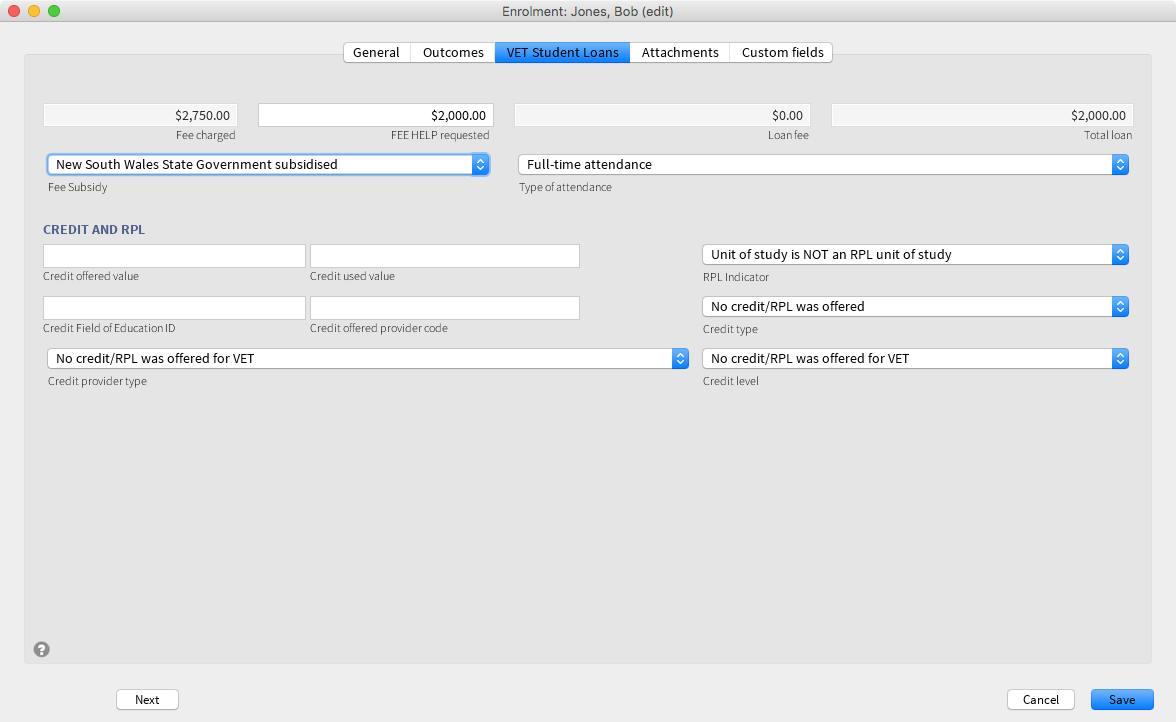 Enrolment: Jones, Bob (edit)
General Outcomes VET Student Loans Attachments Custom fields
$2,750.00 $2,000.00 $0.00 $2,000.00
Fee charged FEE HELP requested Loan fee Total loan
New South Wales State Government subsidised Full-time attendance
Fee Subsidy Type of attendance
CREDIT AND RPL
Unit of study is NOT an RPL unit of study
Credit offered value Credit used value RPL Indicator
No credit/RPL was offered
Credit Field of Education ID Credit offered provider code Credit type
No credit/RPL was offered for VET No credit/RPL was offered for VET
Credit provider type Credit level
?
Next Cancel Save